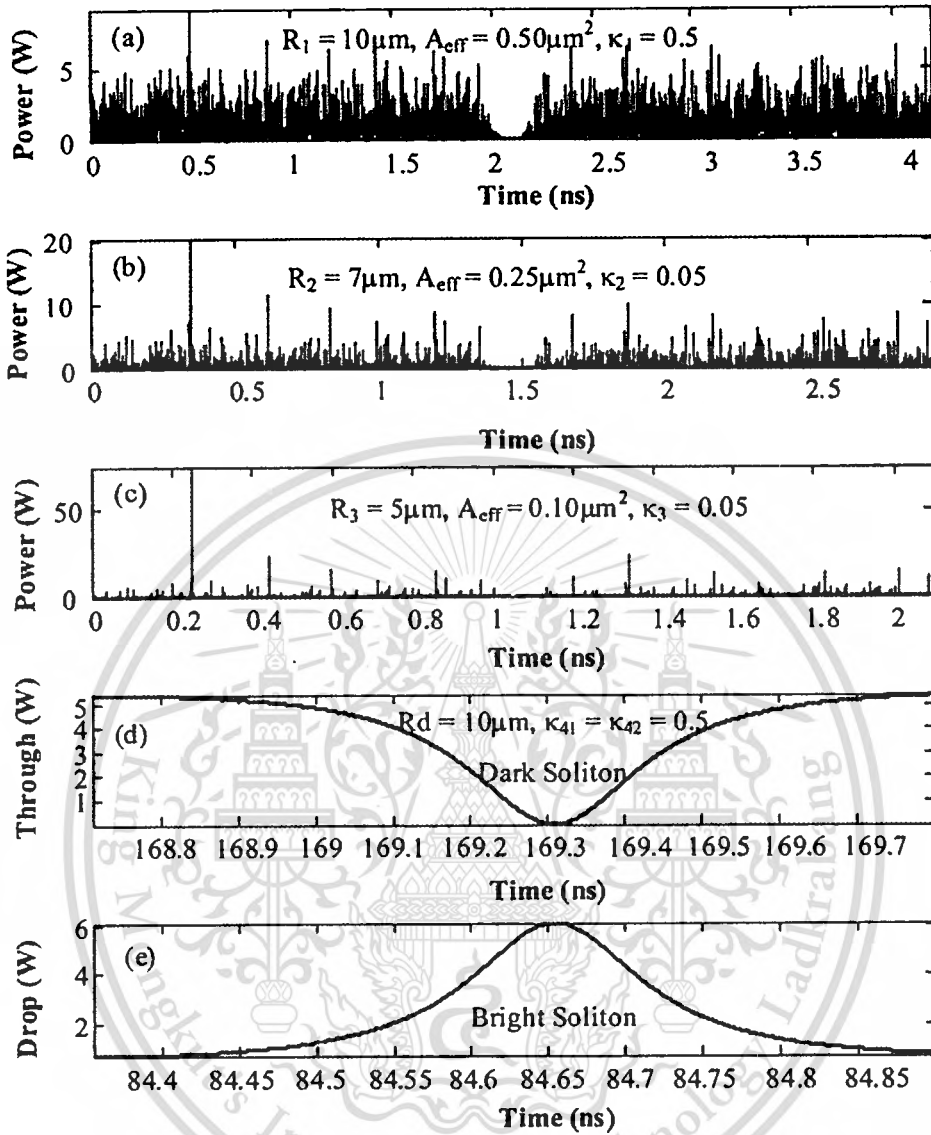 (a)
R₁ = 10μm, A_eff = 0.50μm², κ₁ = 0.5
Power (W)
5
0
0 0.5 1 1.5 2 2.5 3 3.5 4
Time (ns)
(b)
R₂ = 7μm, A_eff = 0.25μm², κ₂ = 0.05
Power (W)
20
10
0
0 0.5 1 1.5 2 2.5
Time (ns)
(c)
R₃ = 5μm, A_eff = 0.10μm², κ₃ = 0.05
Power (W)
50
0
0 0.2 0.4 0.6 0.8 1 1.2 1.4 1.6 1.8 2
Time (ns)
(d)
Rd = 10μm, κ₄₁ = κ₄₂ = 0.5
Dark Soliton
Through (W)
5
4
3
2
1
168.8 168.9 169 169.1 169.2 169.3 169.4 169.5 169.6 169.7
Time (ns)
(e)
Bright Soliton
Drop (W)
6
4
2
84.4 84.45 84.5 84.55 84.6 84.65 84.7 84.75 84.8 84.85
Time (ns)
King Mongkut's
Technology Ladkrabang